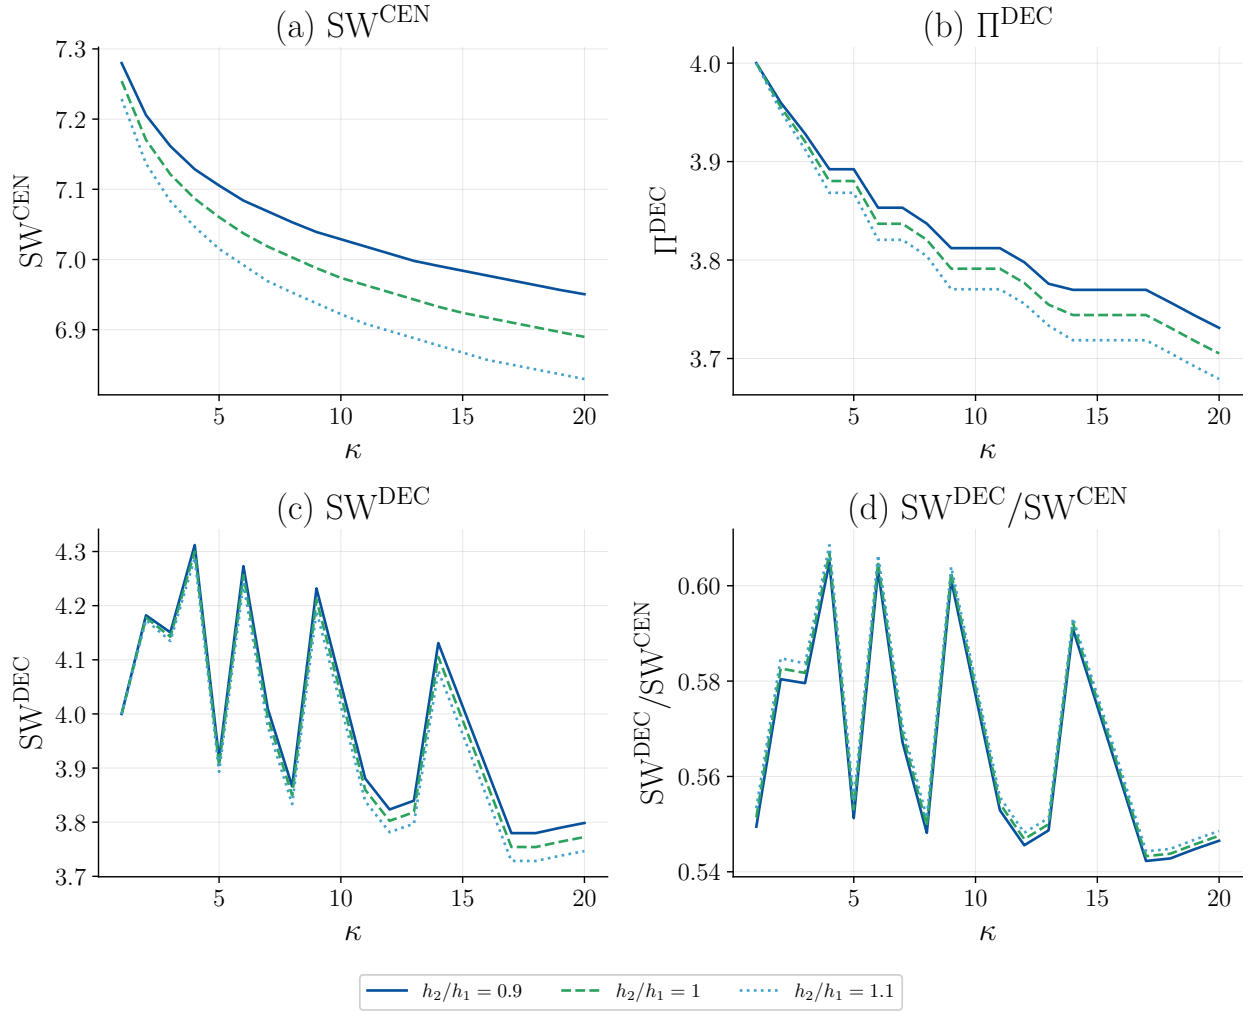 (a) SW^CEN
7.3
7.2
7.1
7.0
6.9
SW^CEN
5 10 15 20
κ
(b) Π^DEC
4.0
3.9
3.8
3.7
Π^DEC
5 10 15 20
κ
(c) SW^DEC
4.3
4.2
4.1
4.0
3.9
3.8
3.7
SW^DEC
5 10 15 20
κ
(d) SW^DEC/SW^CEN
0.60
0.58
0.56
0.54
SW^DEC/SW^CEN
5 10 15 20
κ
h₂/h₁ = 0.9 h₂/h₁ = 1 h₂/h₁ = 1.1